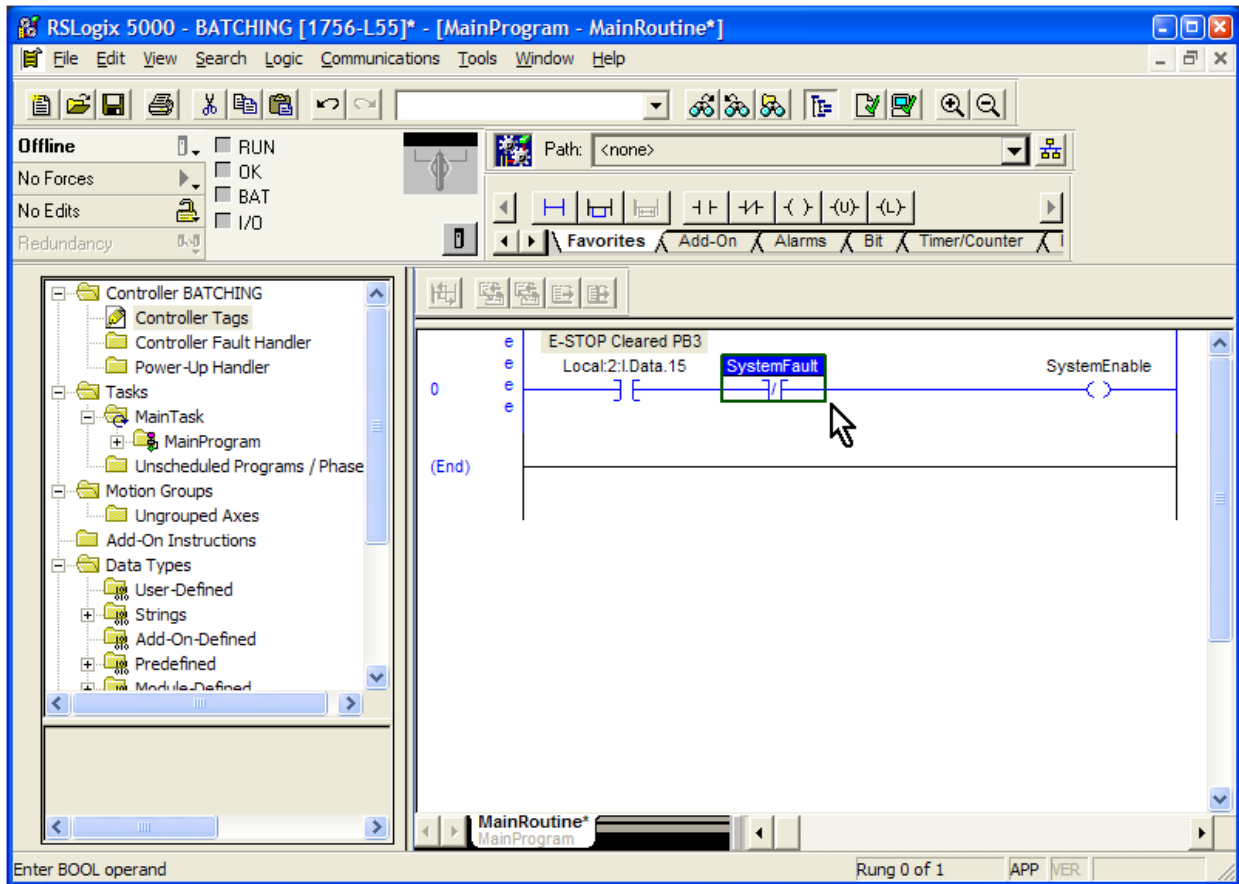 RSLogix 5000 - BATCHING [1756-L55]* - [MainProgram - MainRoutine*]
File Edit View Search Logic Communications Tools Window Help
Offline
RUN
No Forces
OK
No Edits
BAT
Redundancy
I/O
Path: <none>
Favorites Add-On Alarms Bit Timer/Counter
Controller BATCHING
Controller Tags
Controller Fault Handler
Power-Up Handler
Tasks
MainTask
MainProgram
Unscheduled Programs / Phase
Motion Groups
Ungrouped Axes
Add-On Instructions
Data Types
User-Defined
Strings
Add-On-Defined
Predefined
Module-Defined
e
e
e
e
0
E-STOP Cleared PB3
Local:2:I.Data.15 SystemFault SystemEnable
(End)
MainRoutine*
MainProgram
Enter BOOL operand Rung 0 of 1 APP VER